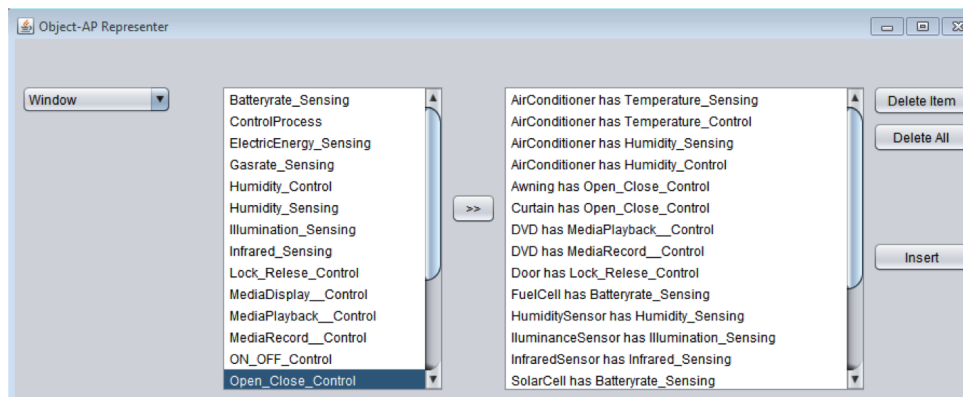 Object-AP Representer
Window
Batteryrate_Sensing
ControlProcess
ElectricEnergy_Sensing
Gasrate_Sensing
Humidity_Control
Humidity_Sensing
Illumination_Sensing
Infrared_Sensing
Lock_Relese_Control
MediaDisplay__Control
MediaPlayback__Control
MediaRecord__Control
ON_OFF_Control
Open_Close_Control
>>
AirConditioner has Temperature_Sensing
AirConditioner has Temperature_Control
AirConditioner has Humidity_Sensing
AirConditioner has Humidity_Control
Awning has Open_Close_Control
Curtain has Open_Close_Control
DVD has MediaPlayback__Control
DVD has MediaRecord__Control
Door has Lock_Relese_Control
FuelCell has Batteryrate_Sensing
HumiditySensor has Humidity_Sensing
IluminanceSensor has Illumination_Sensing
InfraredSensor has Infrared_Sensing
SolarCell has Batteryrate_Sensing
Delete Item
Delete All
Insert